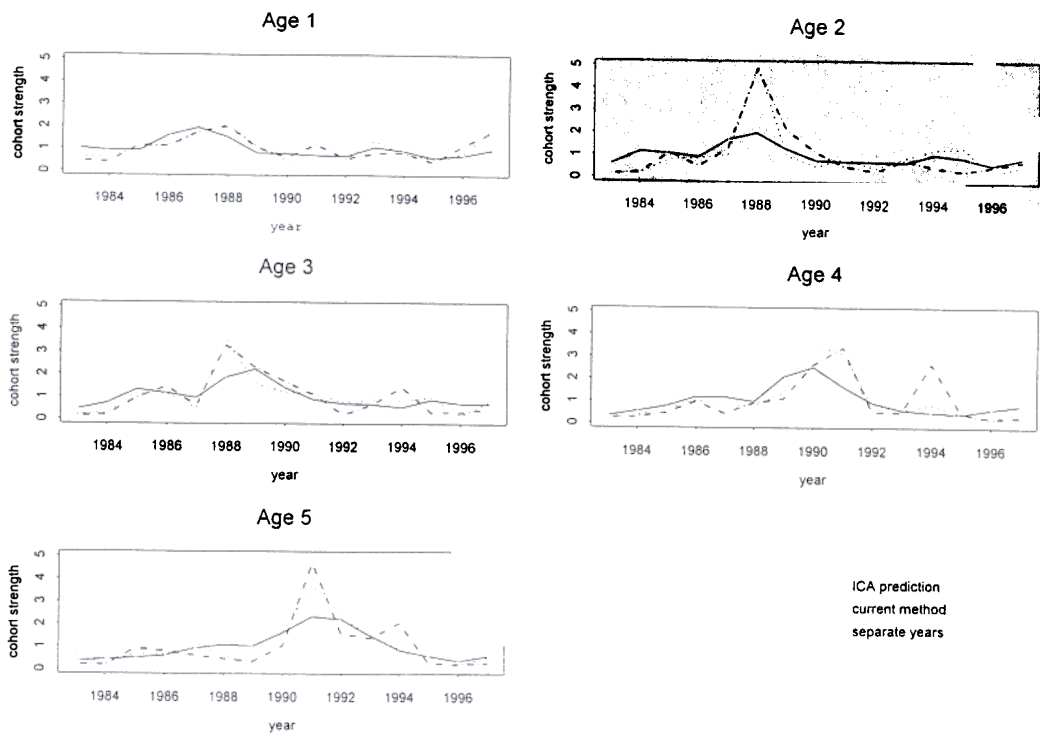 Age 1
cohort strength
0 1 2 3 4 5
1984 1986 1988 1990 1992 1994 1996
year
Age 2
cohort strength
0 1 2 3 4 5
1984 1986 1988 1990 1992 1994 1996
year
Age 3
cohort strength
0 1 2 3 4 5
1984 1986 1988 1990 1992 1994 1996
year
Age 4
cohort strength
0 1 2 3 4 5
1984 1986 1988 1990 1992 1994 1996
year
Age 5
cohort strength
0 1 2 3 4 5
1984 1986 1988 1990 1992 1994 1996
year
ICA prediction
current method
separate years